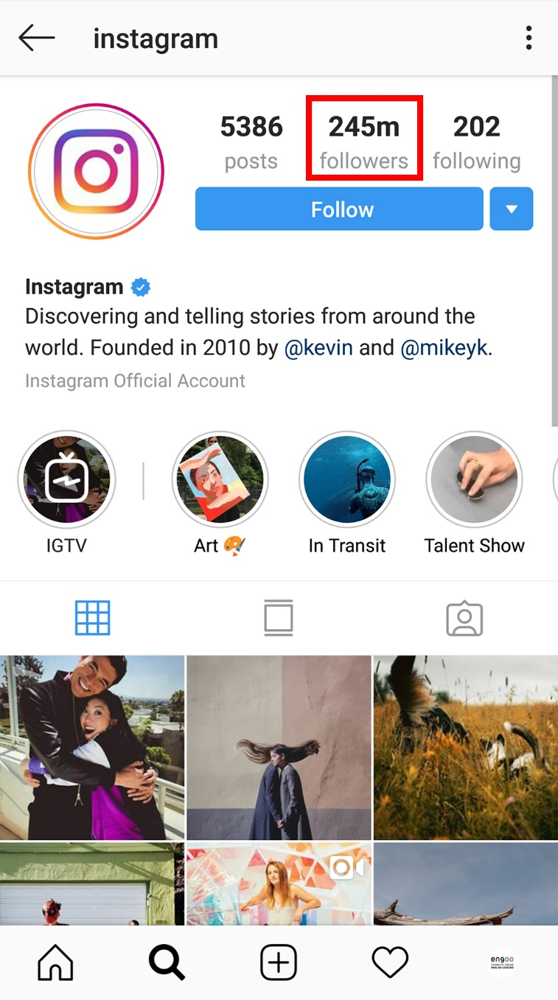 instagram
5386 245m 202
posts followers following
Follow
Instagram
Discovering and telling stories from around the
world. Founded in 2010 by @kevin and @mikeyk.
Instagram Official Account
IGTV Art In Transit Talent Show
engoo